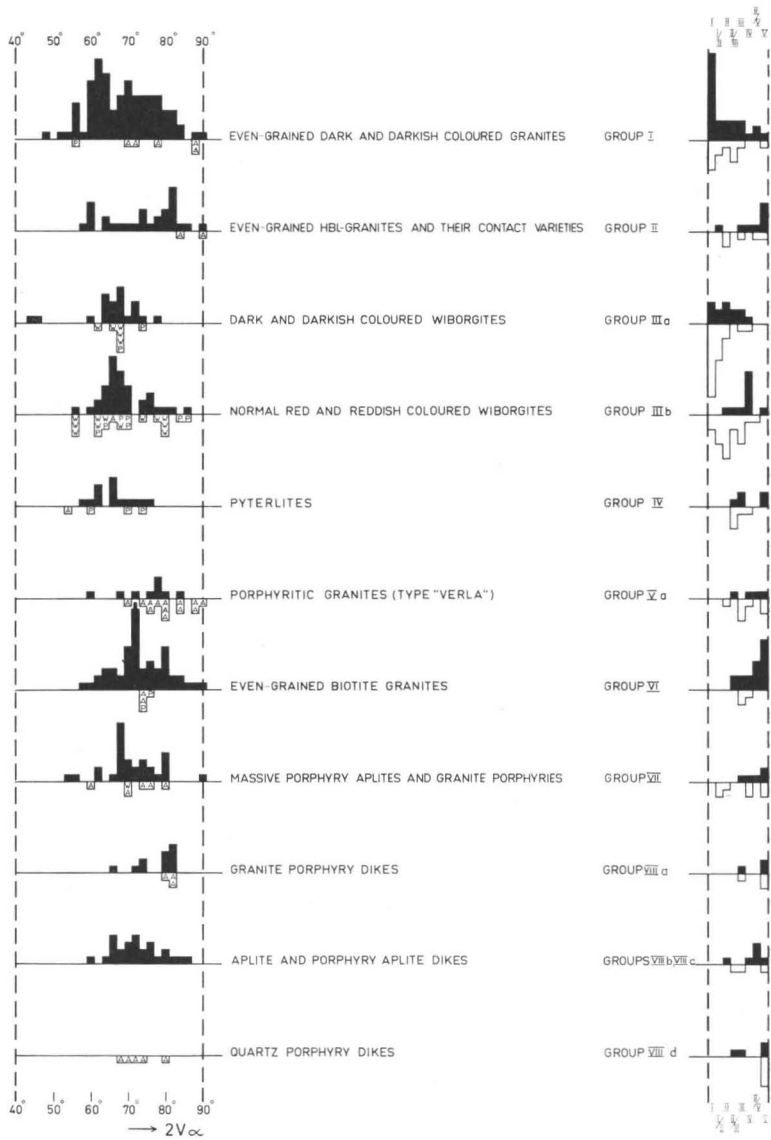 40° 50° 60° 70° 80° 90°
I II III
EVEN-GRAINED DARK AND DARKISH COLOURED GRANITES GROUP I
P A A A A A
EVEN-GRAINED HBL-GRANITES AND THEIR CONTACT VARIETIES GROUP II
A A
DARK AND DARKISH COLOURED WIBORGITES GROUP III a
NORMAL RED AND REDDISH COLOURED WIBORGITES GROUP III b
PYTERLITES GROUP IV
A P P P
PORPHYRITIC GRANITES (TYPE "VERLA") GROUP V a
EVEN-GRAINED BIOTITE GRANITES GROUP VI
MASSIVE PORPHYRY APLITES AND GRANITE PORPHYRIES GROUP VII
GRANITE PORPHYRY DIKES GROUP VIII a
A A
A
APLITE AND PORPHYRY APLITE DIKES GROUPS VIII b, VIII c
QUARTZ PORPHYRY DIKES GROUP VIII d
A A A A A
40° 50° 60° 70° 80° 90°
→ 2V∝